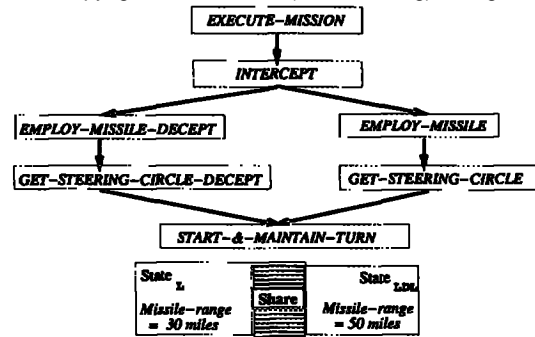 EXECUTE-MISSION
INTERCEPT
EMPLOY-MISSILE-DECEPT
EMPLOY-MISSILE
GET-STEERING-CIRCLE-DECEPT
GET-STEERING-CIRCLE
START-&-MAINTAIN-TURN
State L
Missile-range
= 30 miles
Share
State LDL
Missile-range
= 50 miles